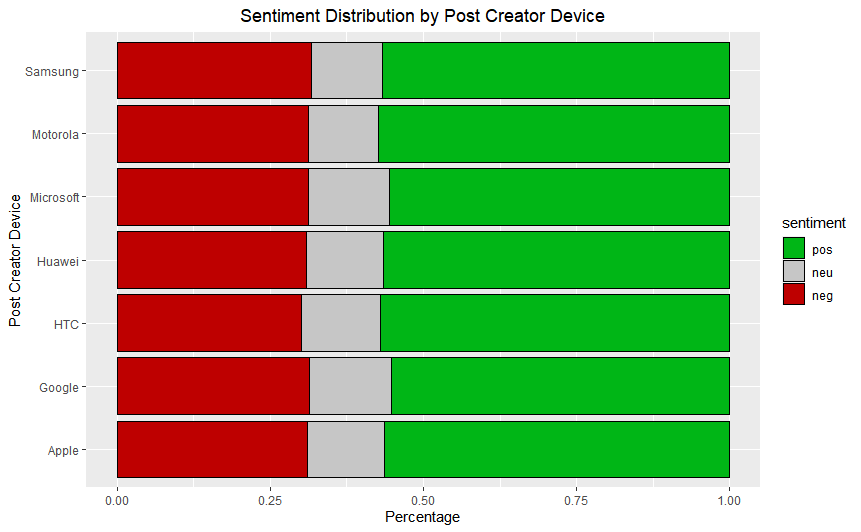 Sentiment Distribution by Post Creator Device
Post Creator Device
Samsung
Motorola
Microsoft
Huawei
HTC
Google
Apple
0.00 0.25 0.50 0.75 1.00
Percentage
sentiment
pos
neu
neg